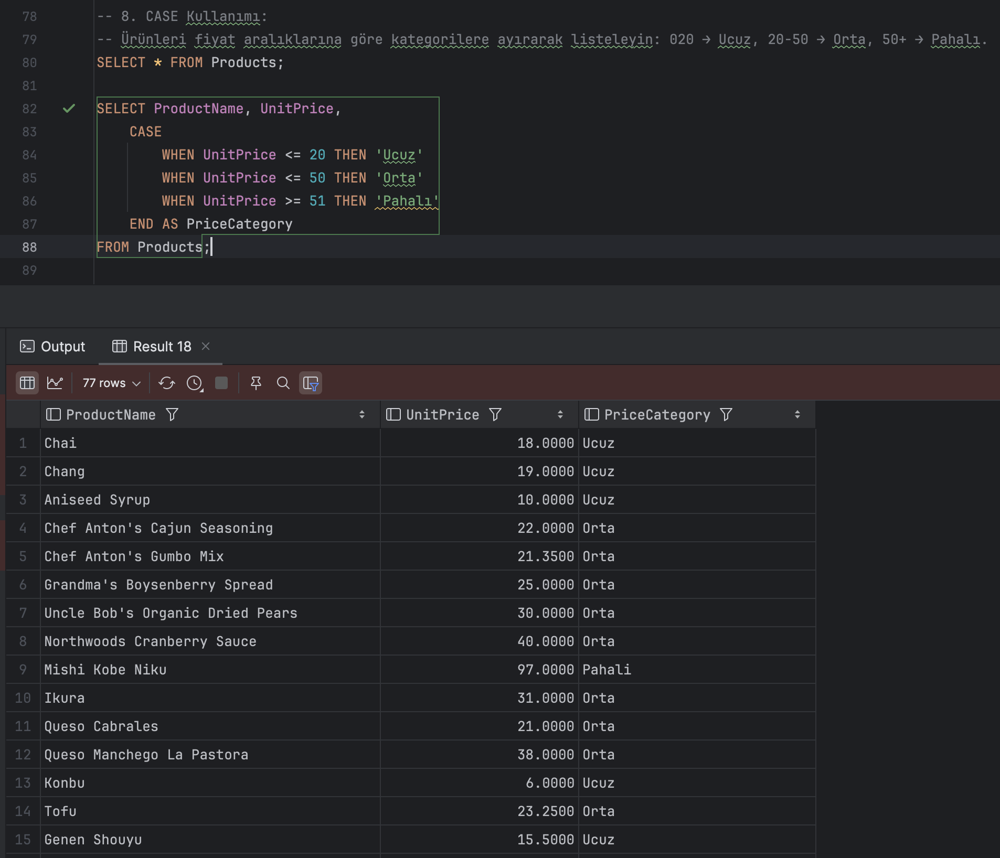 78 -- 8. CASE Kullanımı:
79 -- Ürünleri fiyat aralıklarına göre kategorilere ayırarak listeleyin: 020 → Ucuz, 20-50 → Orta, 50+ → Pahalı.
80 SELECT * FROM Products;
81
82 SELECT ProductName, UnitPrice,
83 CASE
84 WHEN UnitPrice <= 20 THEN 'Ucuz'
85 WHEN UnitPrice <= 50 THEN 'Orta'
86 WHEN UnitPrice >= 51 THEN 'Pahalı'
87 END AS PriceCategory
88 FROM Products;
89
Output Result 18
77 rows
ProductName UnitPrice PriceCategory
1 Chai 18.0000 Ucuz
2 Chang 19.0000 Ucuz
3 Aniseed Syrup 10.0000 Ucuz
4 Chef Anton's Cajun Seasoning 22.0000 Orta
5 Chef Anton's Gumbo Mix 21.3500 Orta
6 Grandma's Boysenberry Spread 25.0000 Orta
7 Uncle Bob's Organic Dried Pears 30.0000 Orta
8 Northwoods Cranberry Sauce 40.0000 Orta
9 Mishi Kobe Niku 97.0000 Pahali
10 Ikura 31.0000 Orta
11 Queso Cabrales 21.0000 Orta
12 Queso Manchego La Pastora 38.0000 Orta
13 Konbu 6.0000 Ucuz
14 Tofu 23.2500 Orta
15 Genen Shouyu 15.5000 Ucuz